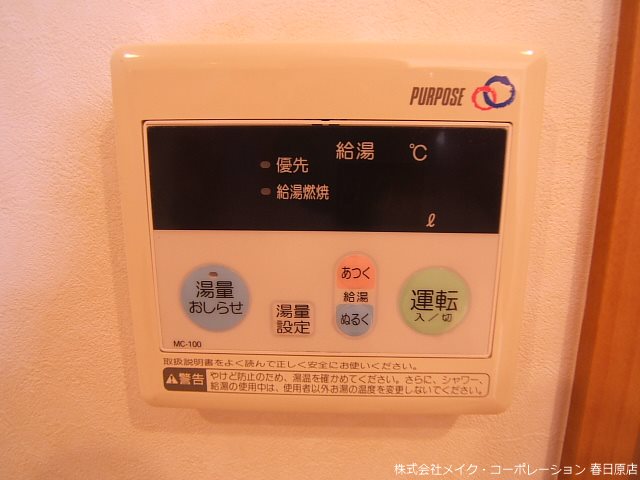 PURPOSE
給湯 ℃
優先
給湯燃焼
ℓ
湯量
おしらせ
湯量
設定
あつく
給湯
ぬるく
運転
入／切
MC-100
取扱説明書をよく読んで正しく安全にお使いください。
警告
やけど防止のため、湯温を確かめてください。さらに、シャワー、
給湯の使用中は、使用者以外お湯の温度を変更しないでください。
株式会社メイク・コーポレーション 春日原店